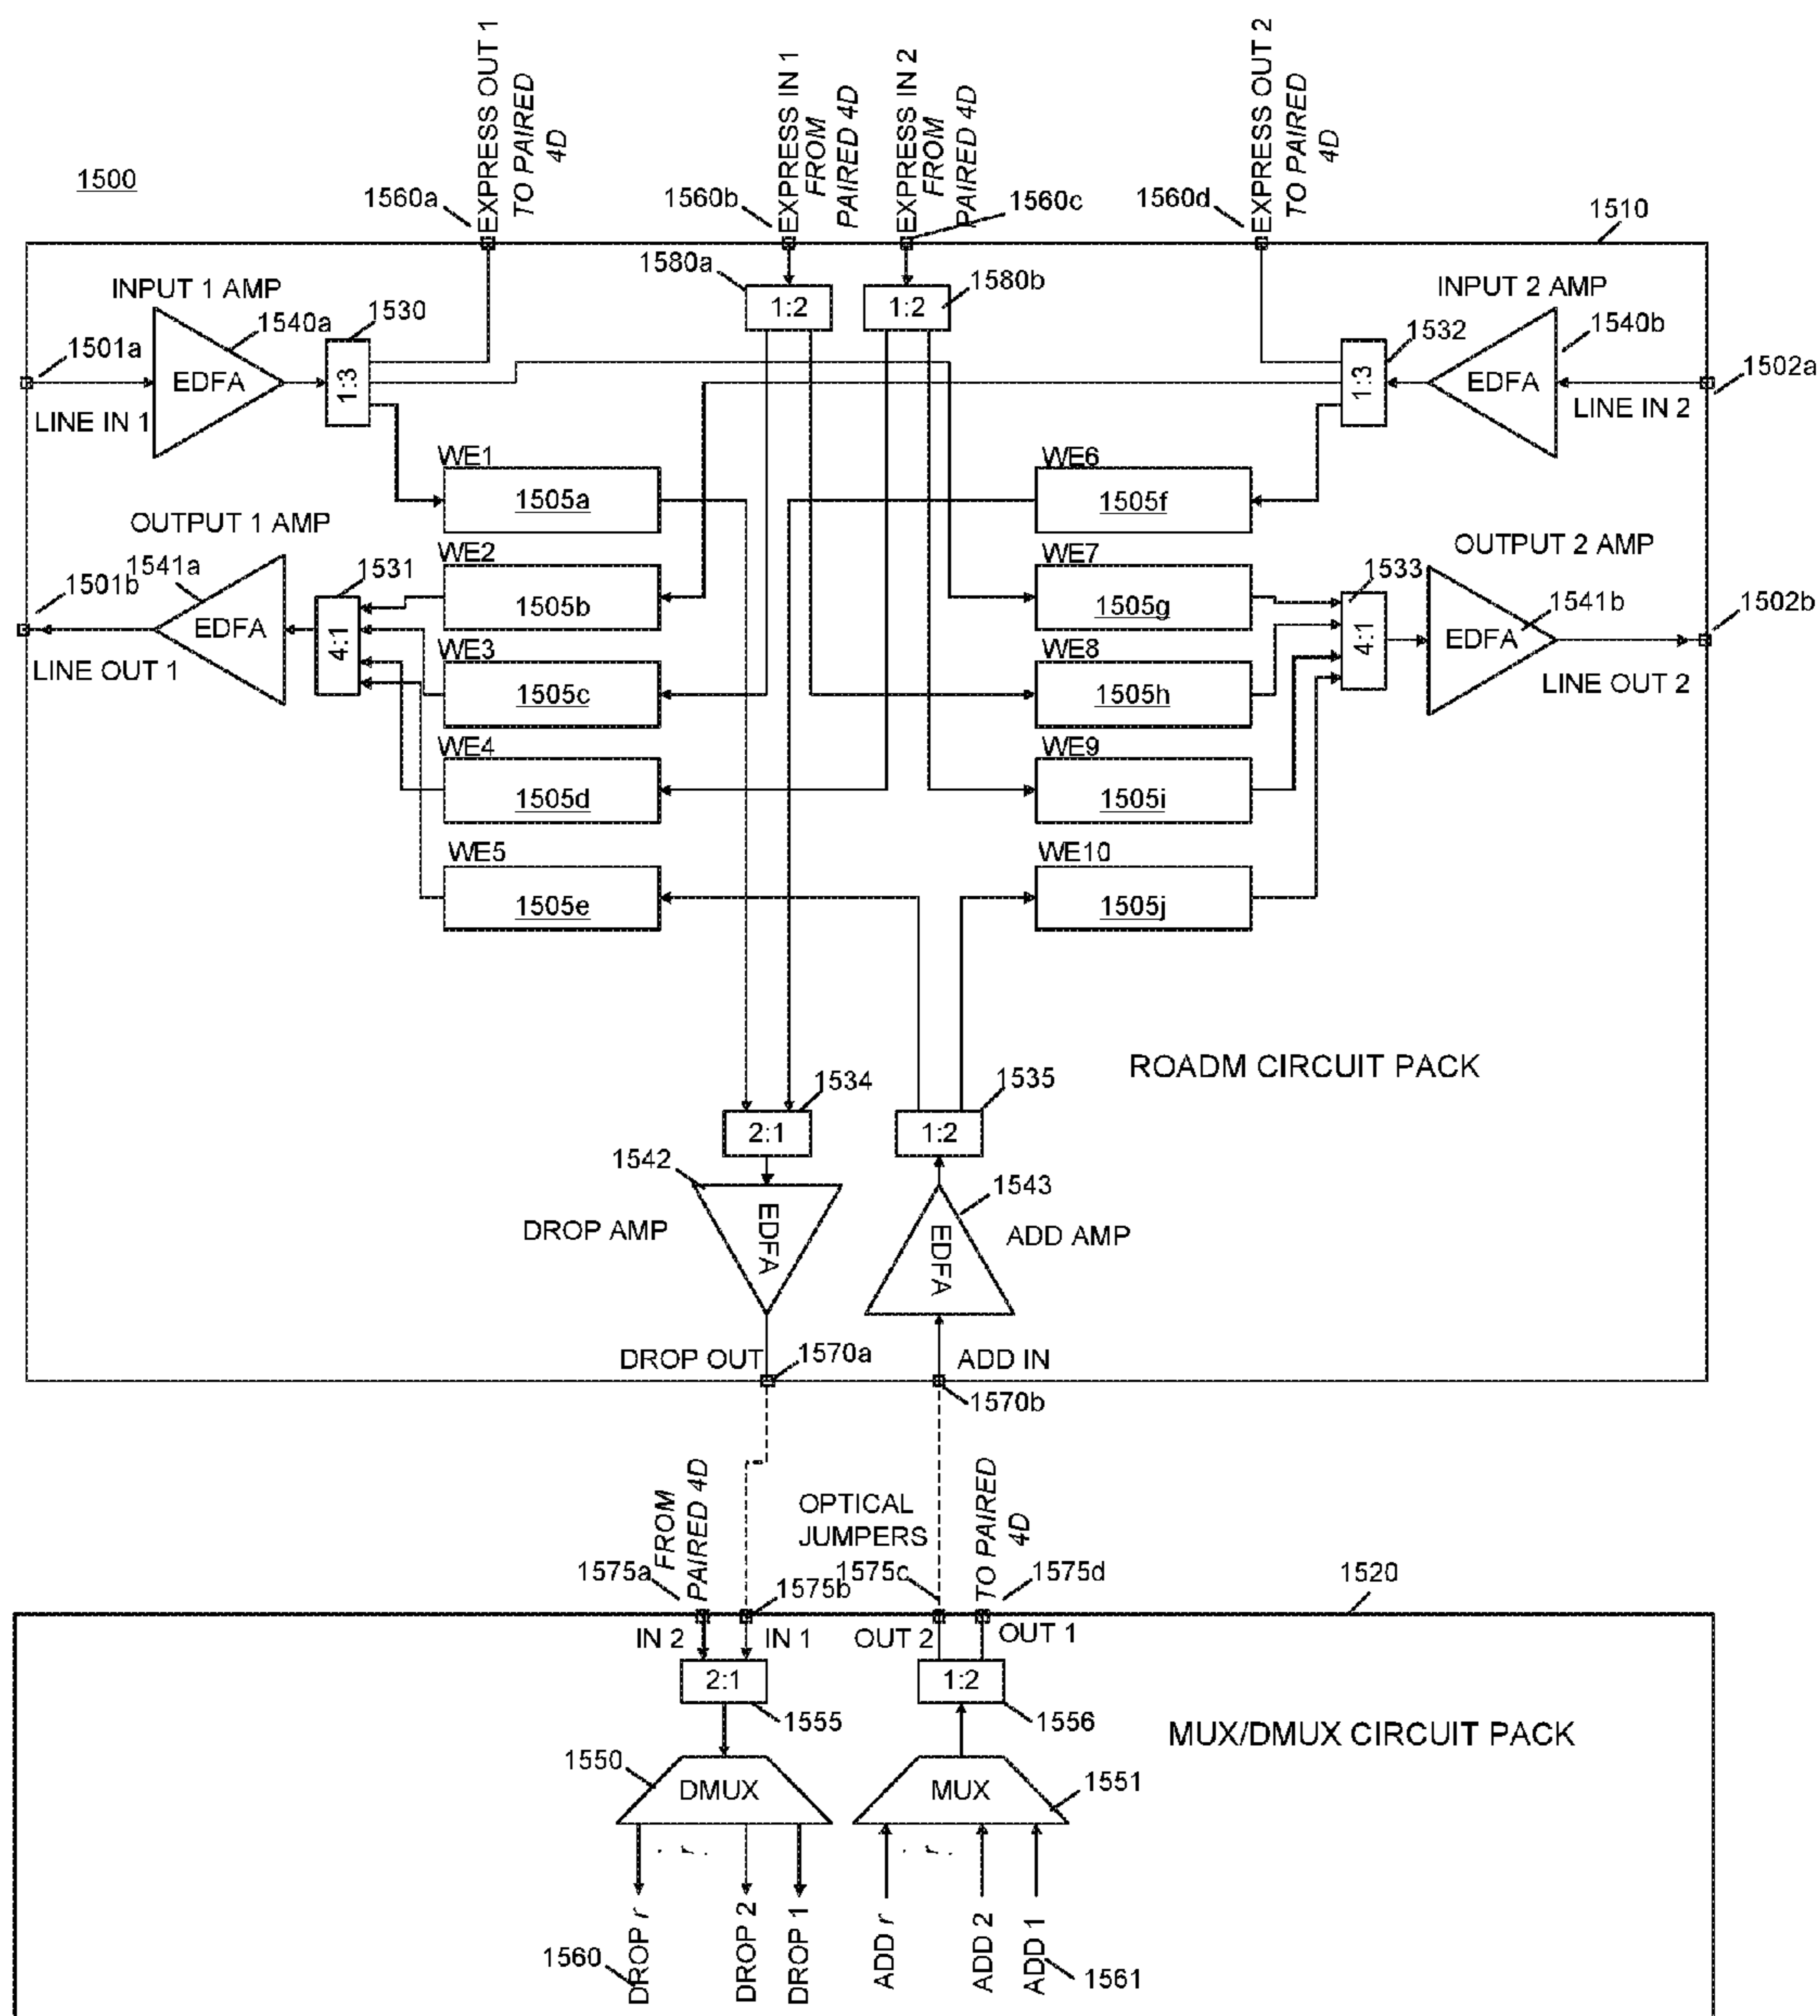 1500
1560a
EXPRESS OUT 1
TO PAIRED
4D
1560b
EXPRESS IN 1
FROM
PAIRED 4D
EXPRESS IN 2
FROM
PAIRED 4D
1560c
1560d
EXPRESS OUT 2
TO PAIRED
4D
1510
1580a
1:2
1:2
1580b
INPUT 1 AMP
1540a
1530
1501a
EDFA
1:3
LINE IN 1
INPUT 2 AMP
1532
1540b
1:3
EDFA
1502a
LINE IN 2
WE1
1505a
WE6
1505f
OUTPUT 1 AMP
1541a
1531
1501b
EDFA
4:1
LINE OUT 1
WE2
1505b
WE7
1505g
OUTPUT 2 AMP
1533
1541b
4:1
EDFA
1502b
LINE OUT 2
WE3
1505c
WE8
1505h
WE4
1505d
WE9
1505i
WE5
1505e
WE10
1505j
ROADM CIRCUIT PACK
1534
2:1
1535
1:2
1542
DROP AMP
EDFA
1543
EDFA
ADD AMP
DROP OUT
1570a
ADD IN
1570b
FROM
PAIRED 4D
OPTICAL
JUMPERS
TO PAIRED
4D
1575a
1575b
1575c
1575d
1520
IN 2
IN 1
OUT 2
OUT 1
2:1
1555
1:2
1556
MUX/DMUX CIRCUIT PACK
1550
DMUX
MUX
1551
. r .
. r .
DROP r
DROP 2
DROP 1
ADD r
ADD 2
ADD 1
1560
1561